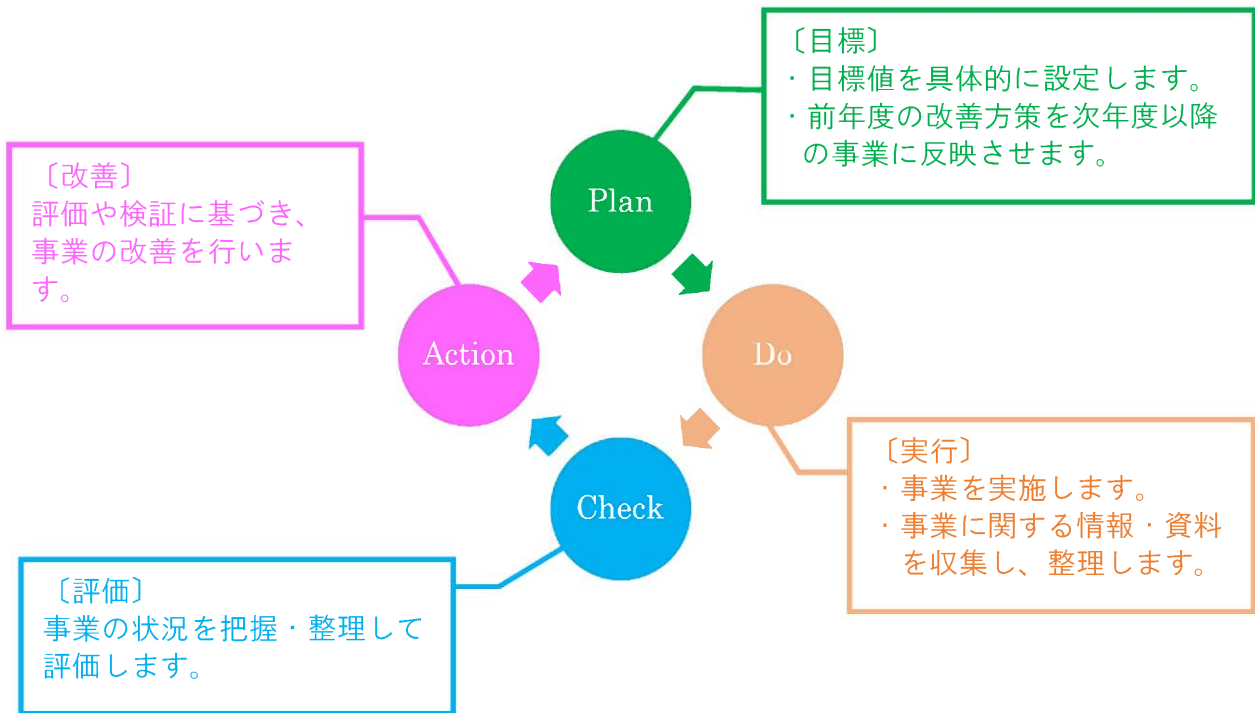 〔目標〕
・目標値を具体的に設定します。
・前年度の改善方策を次年度以降
の事業に反映させます。
Plan
〔改善〕
評価や検証に基づき、
事業の改善を行いま
す。
Action
Do
〔実行〕
・事業を実施します。
・事業に関する情報・資料
を収集し、整理します。
Check
〔評価〕
事業の状況を把握・整理して
評価します。